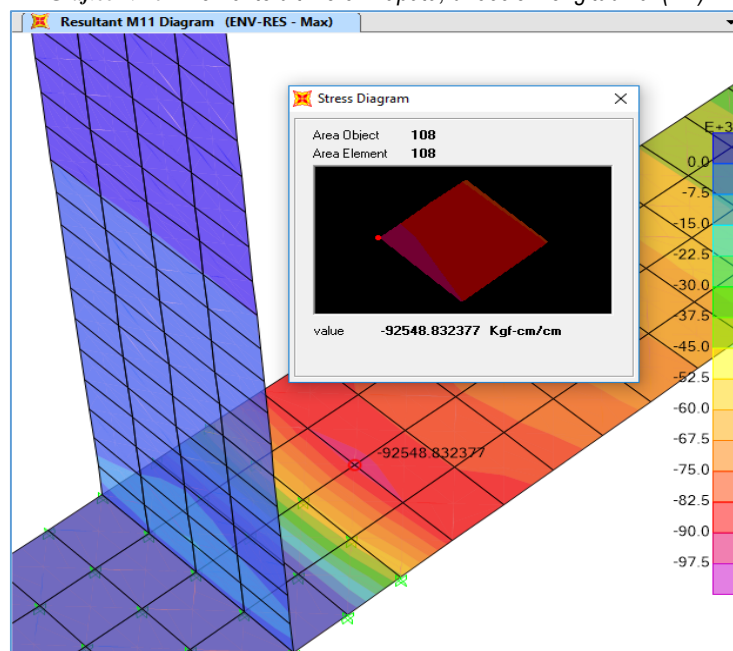 Resultant M11 Diagram (ENV-RES - Max)
Stress Diagram
Area Object 108
Area Element 108
value -92548.832377 Kgf-cm/cm
-92548.832377
E+3
0.0
-7.5
-15.0
-22.5
-30.0
-37.5
-45.0
-52.5
-60.0
-67.5
-75.0
-82.5
-90.0
-97.5